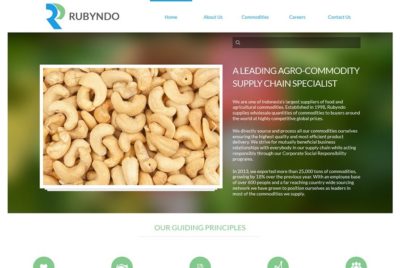 RUBYNDO
Home About Us Commodities Careers Contact Us
A LEADING AGRO-COMMODITY
SUPPLY CHAIN SPECIALIST
We are one of Indonesia's largest suppliers of food and
agricultural commodities. Established in 1998, Rubyndo
supplies wholesale quantities of commodities to buyers around
the world at highly competitive global prices.
We directly source and process all our commodities ourselves
ensuring the highest quality and most efficient product
delivery. We strive for mutually beneficial business
relationships with everybody in our supply chain while acting
responsibly through our Corporate Social Responsibility
programs.
In 2013, we exported more than 25,000 tons of commodities,
growing by 10% over the previous year. With an employee base
of over 600 people and a far reaching country wide sourcing
network we have grown to position ourselves as leaders in
most of the commodities we supply.
OUR GUIDING PRINCIPLES